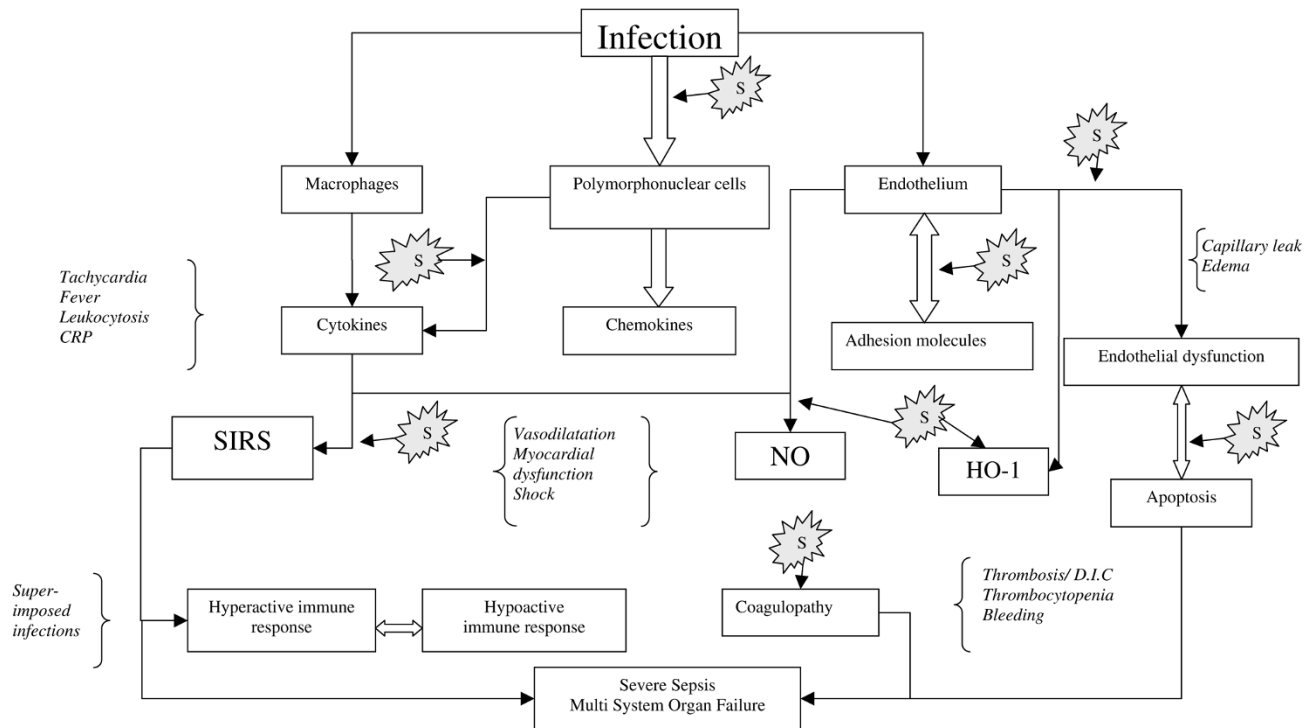 Infection
S
S
Macrophages
Polymorphonuclear cells
Endothelium
S
S
Capillary leak
Edema
Tachycardia
Fever
Leukocytosis
CRP
Cytokines
Chemokines
Adhesion molecules
Endothelial dysfunction
S
S
S
SIRS
Vasodilatation
Myocardial
dysfunction
Shock
NO
HO-1
Apoptosis
S
Super-
imposed
infections
Hyperactive immune
response
Hypoactive
immune response
Coagulopathy
Thrombosis/ D.I.C
Thrombocytopenia
Bleeding
Severe Sepsis
Multi System Organ Failure